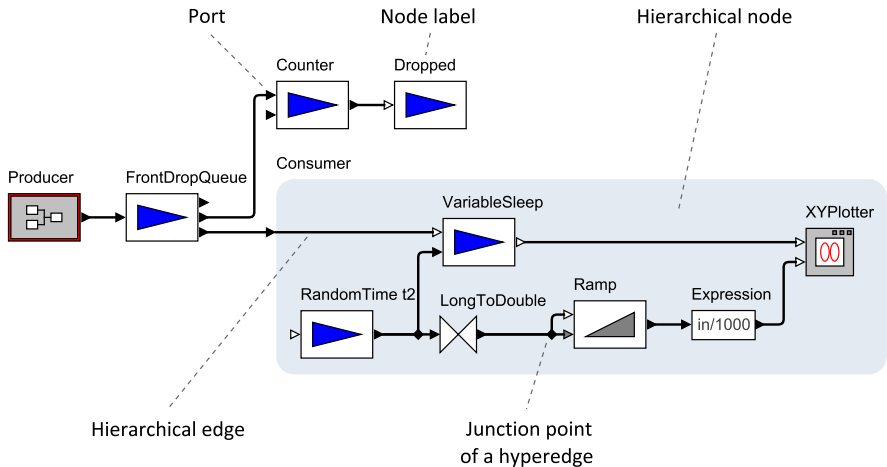 Port
Node label
Hierarchical node
Counter
Dropped
Producer
FrontDropQueue
Consumer
VariableSleep
XYPlotter
RandomTime t2
LongToDouble
Ramp
Expression
in/1000
Hierarchical edge
Junction point
of a hyperedge